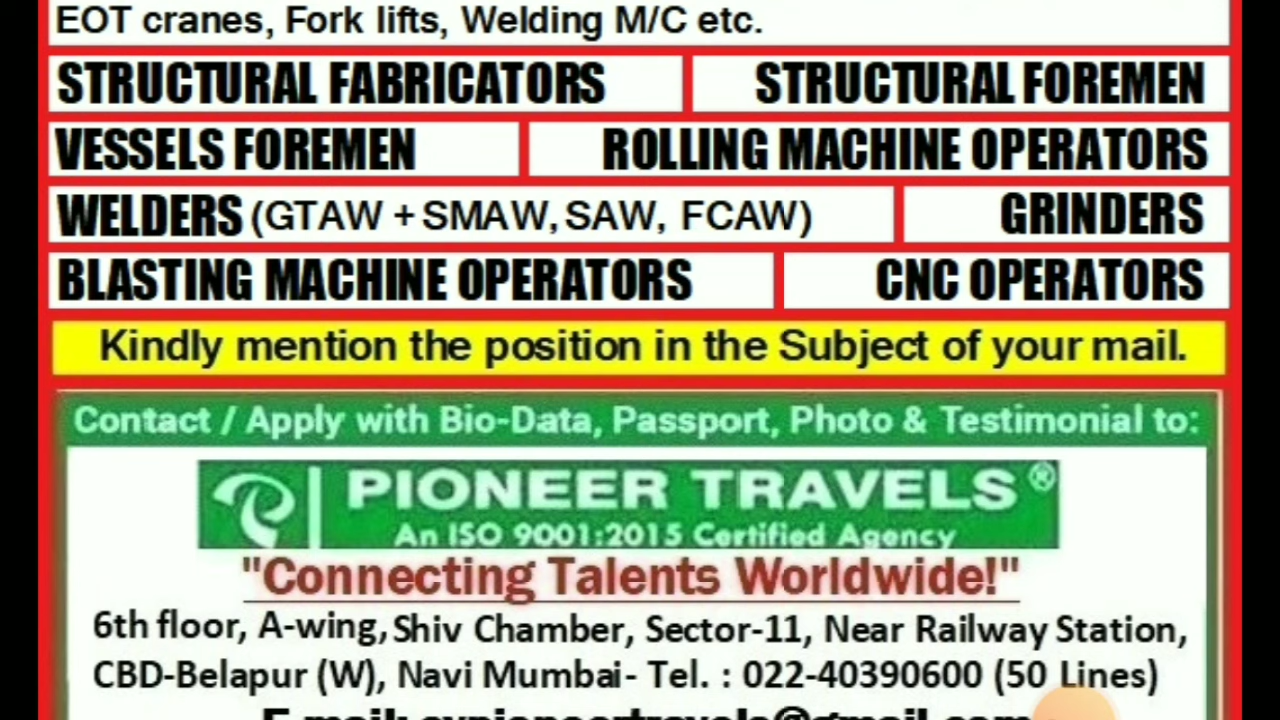 EOT cranes, Fork lifts, Welding M/C etc.
STRUCTURAL FABRICATORS STRUCTURAL FOREMEN
VESSELS FOREMEN ROLLING MACHINE OPERATORS
WELDERS (GTAW + SMAW, SAW, FCAW) GRINDERS
BLASTING MACHINE OPERATORS CNC OPERATORS
Kindly mention the position in the Subject of your mail.
Contact / Apply with Bio-Data, Passport, Photo & Testimonial to:
PIONEER TRAVELS®
An ISO 9001:2015 Certified Agency
"Connecting Talents Worldwide!"
6th floor, A-wing, Shiv Chamber, Sector-11, Near Railway Station,
CBD-Belapur (W), Navi Mumbai- Tel. : 022-40390600 (50 Lines)